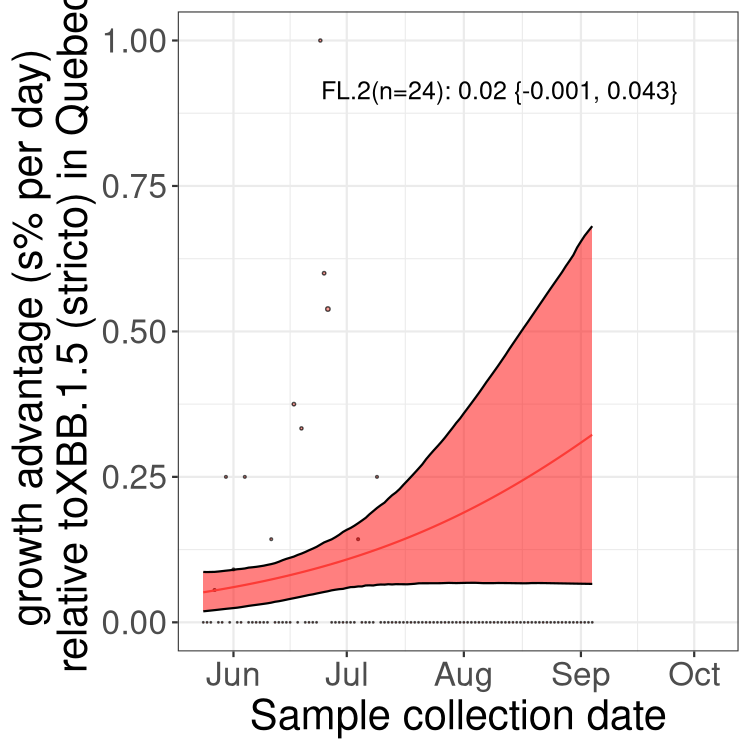 growth advantage (s% per day)
relative toXBB.1.5 (stricto) in Quebec
1.00
0.75
0.50
0.25
0.00
FL.2(n=24): 0.02 {-0.001, 0.043}
Jun Jul Aug Sep Oct
Sample collection date